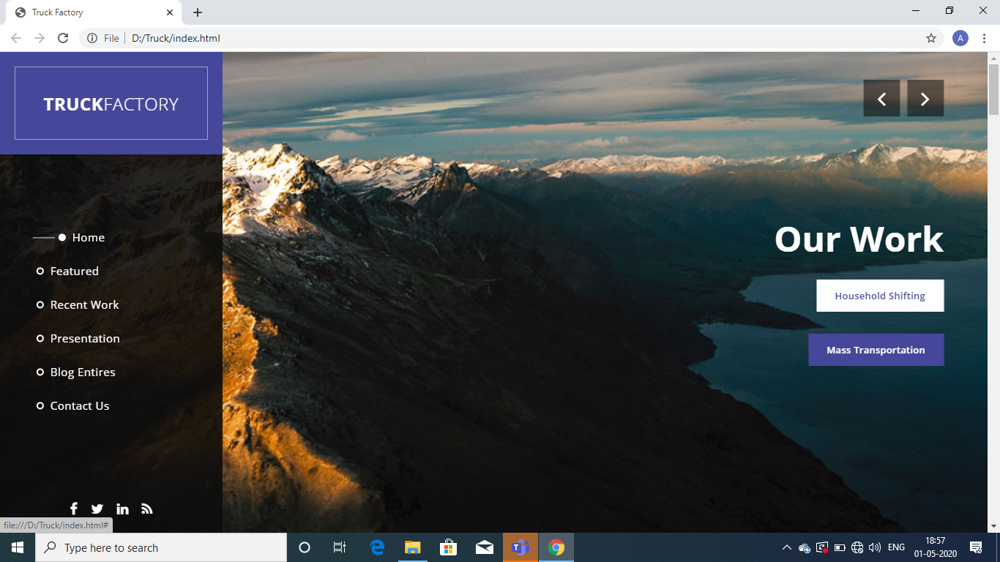 Truck Factory
File D:/Truck/index.html
A
TRUCKFACTORY
Home
Featured
Recent Work
Presentation
Blog Entires
Contact Us
Our Work
Household Shifting
Mass Transportation
file:///D:/Truck/index.html#
Type here to search
ENG
18:57
01-05-2020